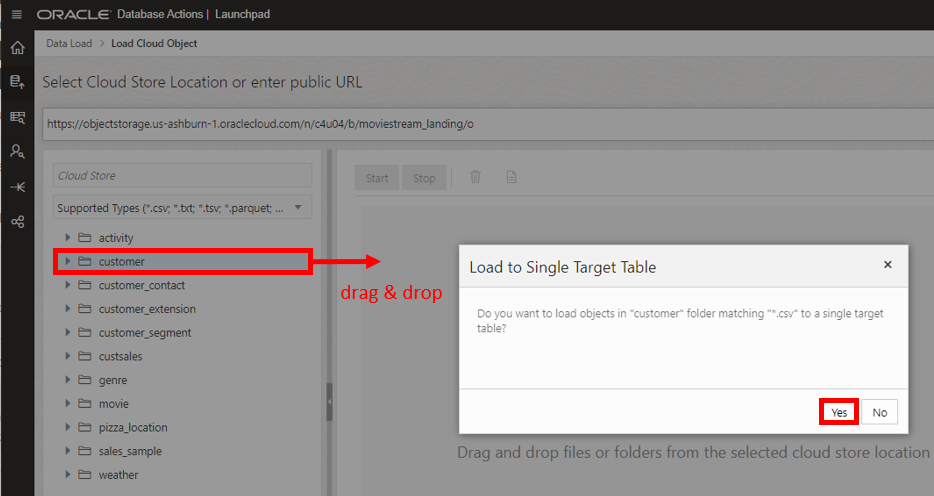 ORACLE® Database Actions | Launchpad
Data Load > Load Cloud Object
Select Cloud Store Location or enter public URL
https://objectstorage.us-ashburn-1.oraclecloud.com/n/c4u04/b/moviestream_landing/o
Cloud Store
Start Stop
Supported Types (*.csv; *.txt; *.tsv; *.parquet; ...
activity
customer
drag & drop
customer_contact
customer_extension
customer_segment
custsales
genre
movie
pizza_location
sales_sample
weather
Load to Single Target Table
Do you want to load objects in "customer" folder matching "*.csv" to a single target
table?
Yes No
Drag and drop files or folders from the selected cloud store location